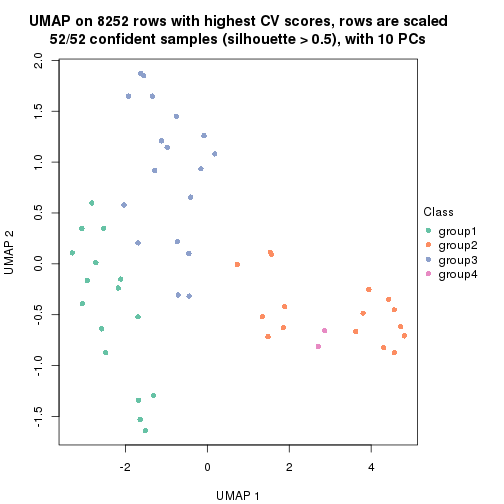 UMAP on 8252 rows with highest CV scores, rows are scaled
52/52 confident samples (silhouette > 0.5), with 10 PCs
2.0
1.5
1.0
0.5
0.0
-0.5
-1.0
-1.5
UMAP 2
-2 0 2 4
UMAP 1
Class
group1
group2
group3
group4